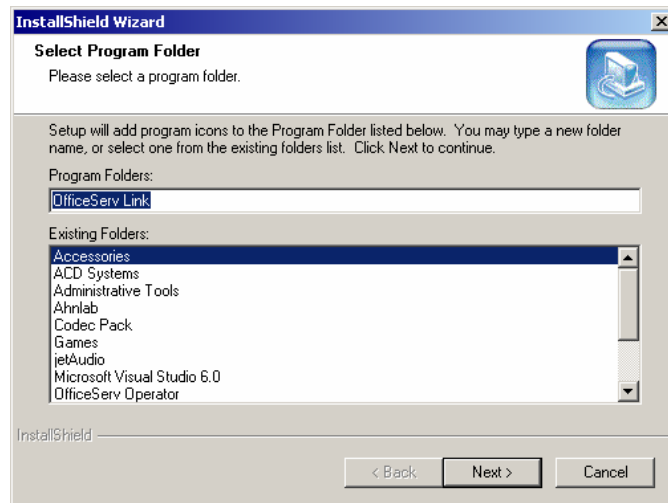 InstallShield Wizard
Select Program Folder
Please select a program folder.
Setup will add program icons to the Program Folder listed below. You may type a new folder
name, or select one from the existing folders list. Click Next to continue.
Program Folders:
OfficeServ Link
Existing Folders:
Accessories
ACD Systems
Administrative Tools
Ahnlab
Codec Pack
Games
jetAudio
Microsoft Visual Studio 6.0
OfficeServ Operator
InstallShield
< Back
Next >
Cancel